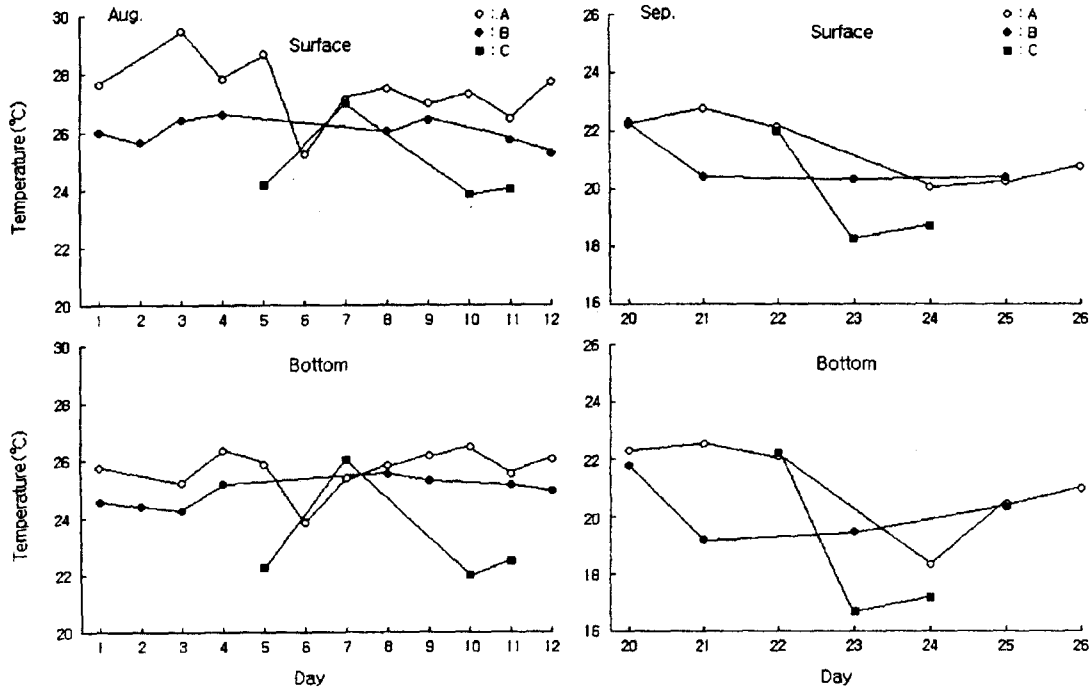 Aug.
Surface
○ : A
● : B
■ : C
Temperature (°C)
30
28
26
24
22
20
1 2 3 4 5 6 7 8 9 10 11 12
Sep.
Surface
○ : A
● : B
■ : C
26
24
22
20
18
16
20 21 22 23 24 25 26
Bottom
Temperature (°C)
30
28
26
24
22
20
1 2 3 4 5 6 7 8 9 10 11 12
Day
Bottom
26
24
22
20
18
16
20 21 22 23 24 25 26
Day